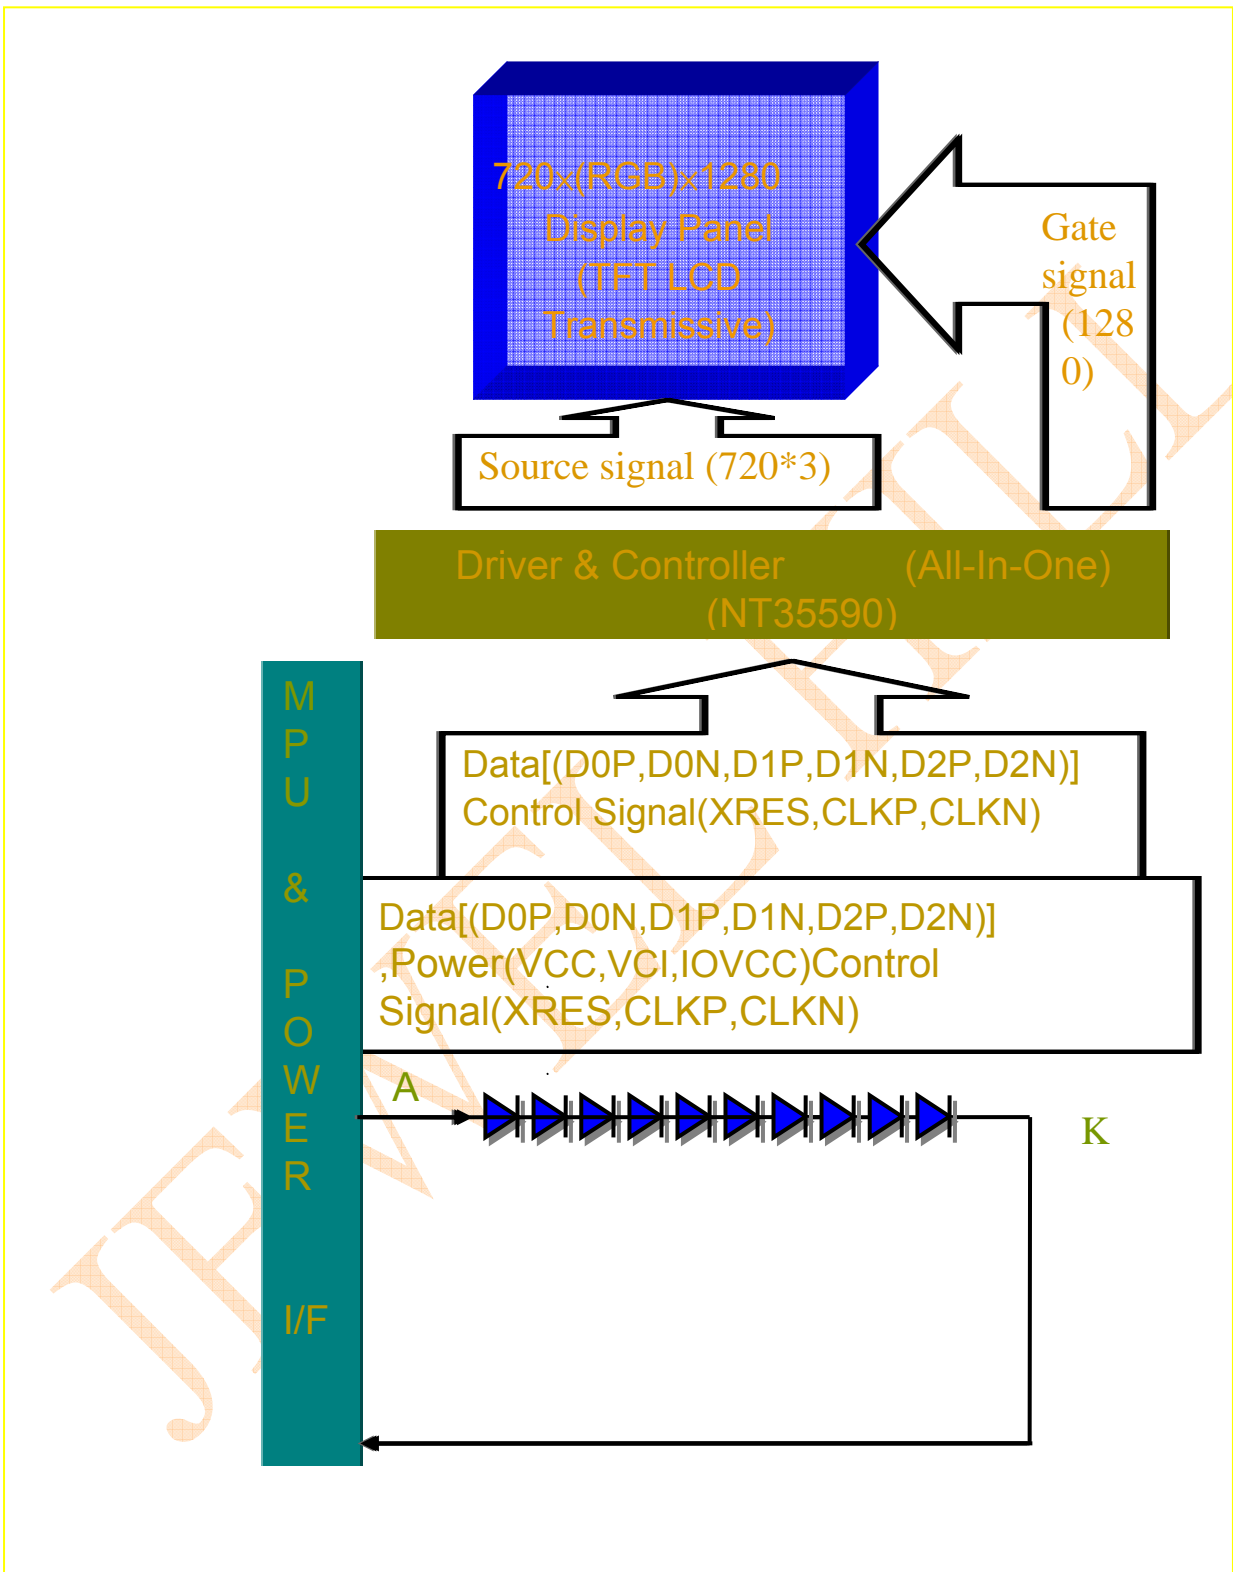 720×(RGB)×1280
Display Panel
(TFT LCD
Transmissive)
Gate
signal
(128
0)
Source signal (720*3)
Driver & Controller (All-In-One)
(NT35590)
M
P
U
&
P
O
W
E
R
I/F
Data[(D0P,D0N,D1P,D1N,D2P,D2N)]
Control Signal(XRES,CLKP,CLKN)
Data[(D0P,D0N,D1P,D1N,D2P,D2N)]
,Power(VCC,VCI,IOVCC)Control
Signal(XRES,CLKP,CLKN)
A
K